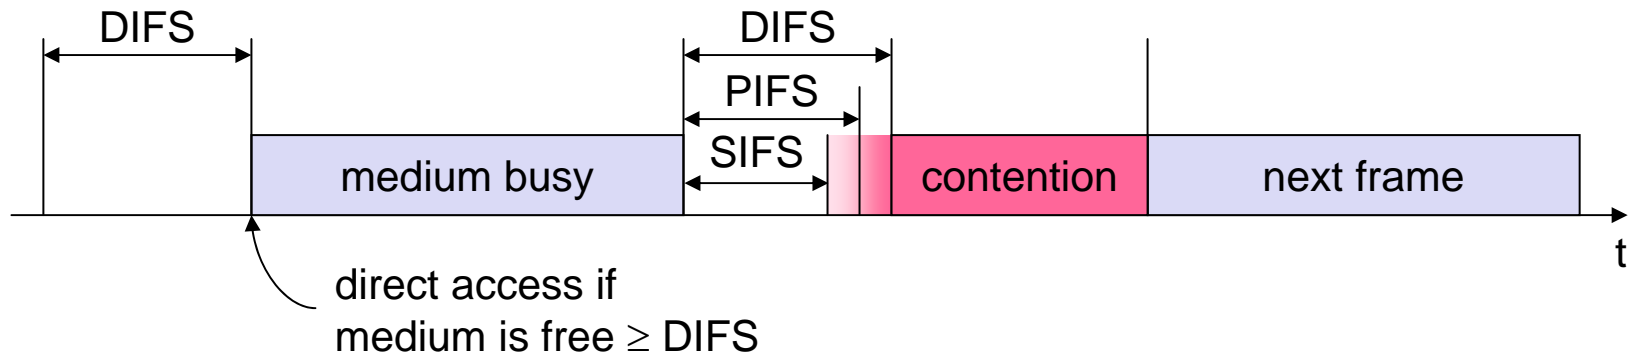 DIFS
DIFS
PIFS
SIFS
medium busy
contention
next frame
t
direct access if
medium is free ≥ DIFS